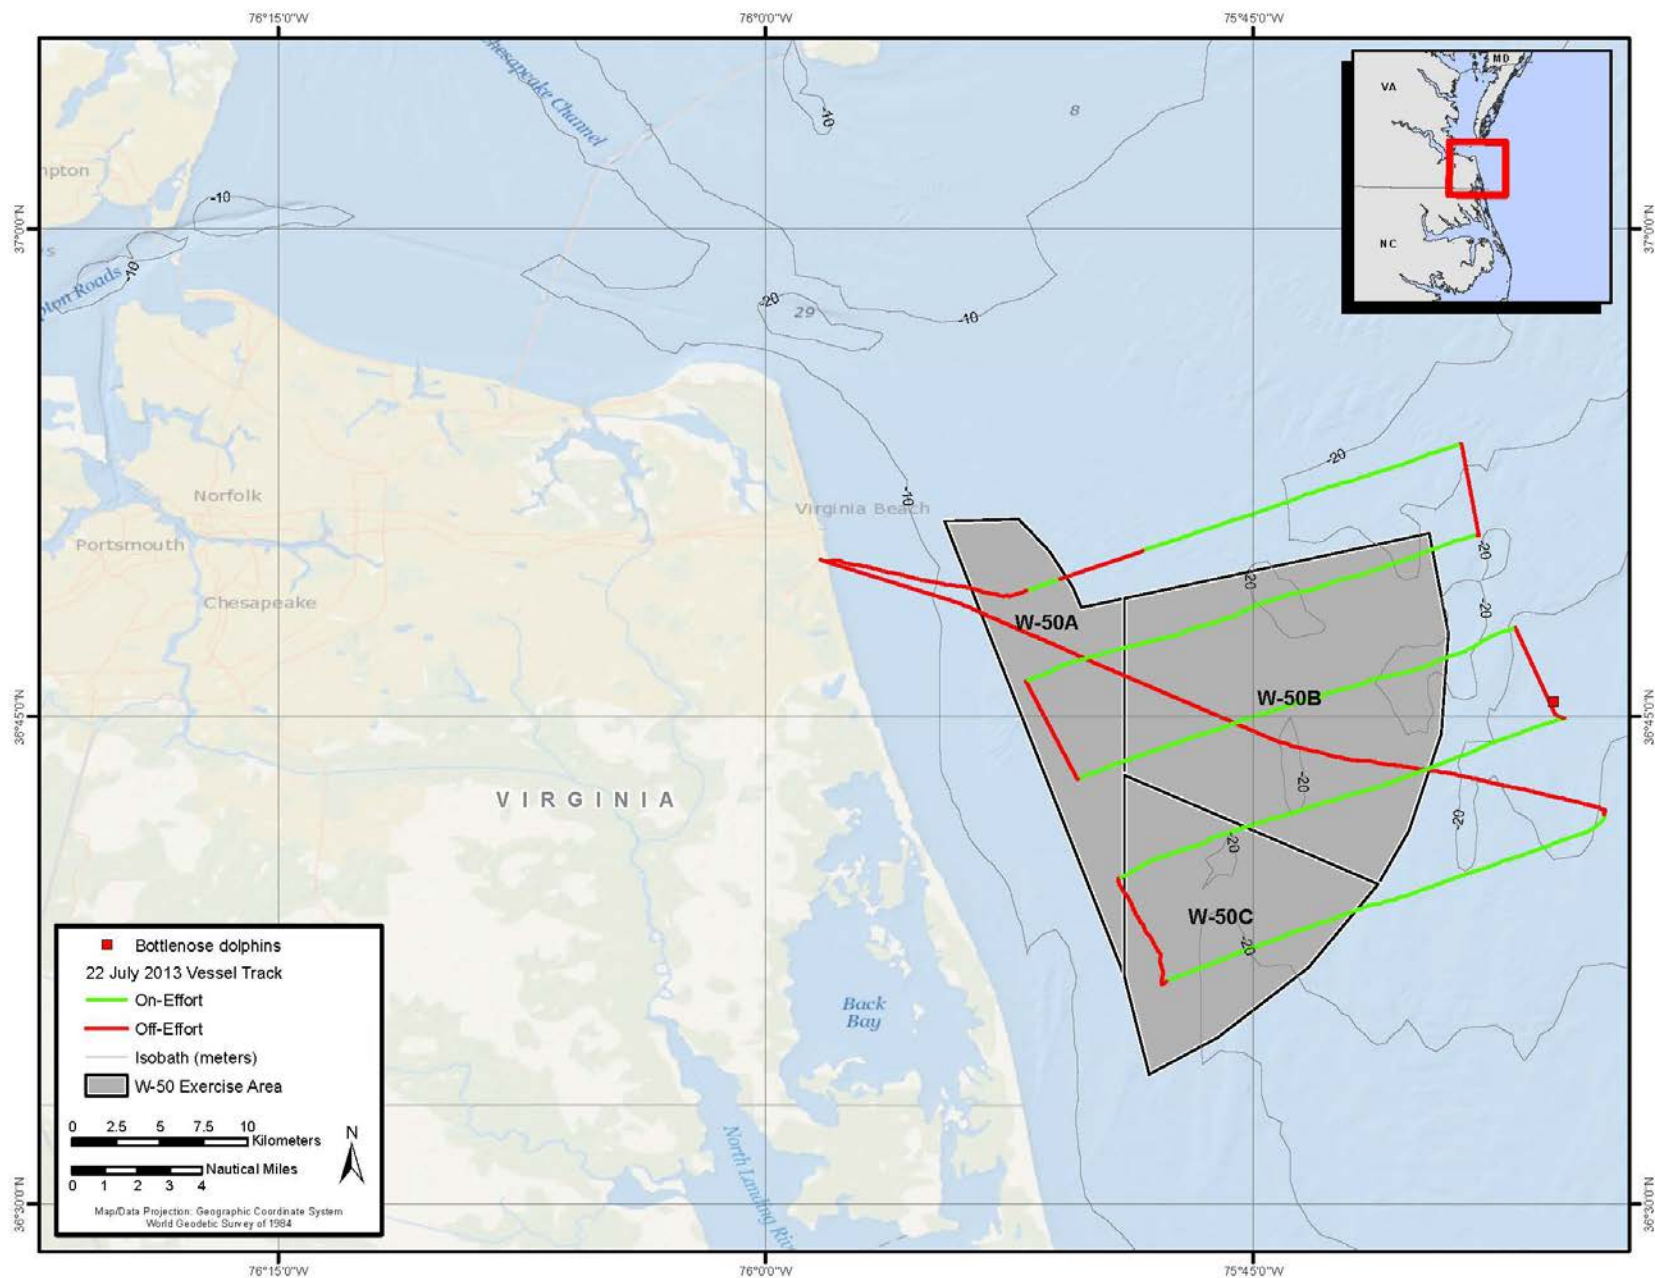 76°15'0"W
76°0'0"W
75°45'0"W
Chesapeake Channel
MD
VA
NC
-10
8
-10
37°0'0"N
37°0'0"N
-10
-20
29
-10
-20
-10
Virginia Beach
Norfolk
Portsmouth
Chesapeake
-20
-20
-20
W-50A
W-50B
36°45'0"N
36°45'0"N
-20
VIRGINIA
-20
-20
W-50C
-20
Back
Bay
Bottlenose dolphins
22 July 2013 Vessel Track
On-Effort
Off-Effort
Isobath (meters)
W-50 Exercise Area
0 2.5 5 7.5 10
Kilometers
N
Nautical Miles
0 1 2 3 4
Map/Data Projection: Geographic Coordinate System
World Geodetic Survey of 1984
North Landing
36°30'0"N
36°30'0"N
76°15'0"W
76°0'0"W
75°45'0"W